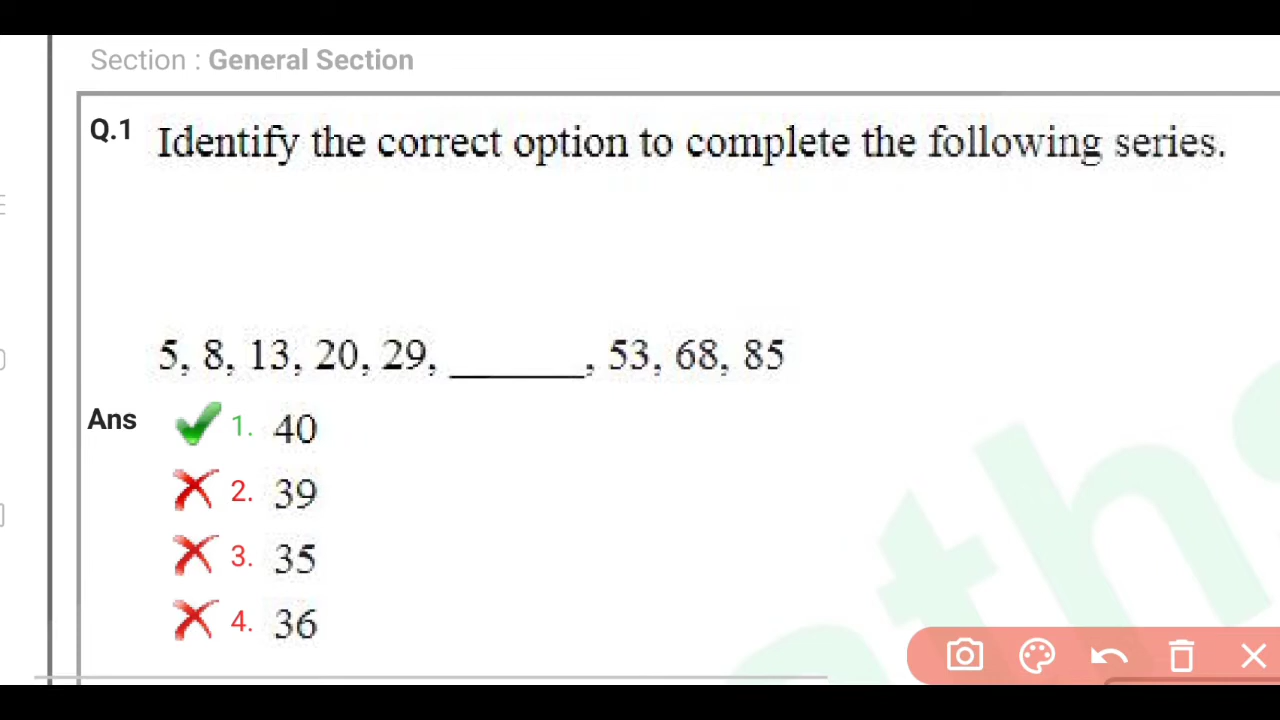 Section : General Section
Q.1 Identify the correct option to complete the following series.
5, 8, 13, 20, 29, ______, 53, 68, 85
Ans 1. 40
2. 39
3. 35
4. 36